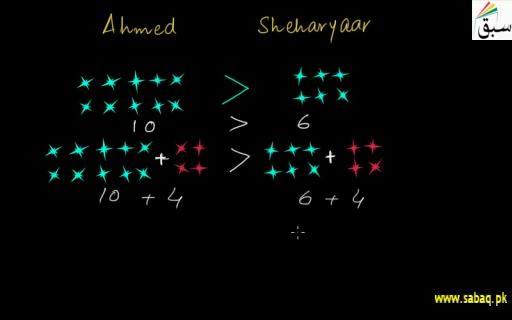 Ahmed Sheharyaar
سبق
>
10 > 6
+ > +
10 + 4 6 + 4
www.sabaq.pk